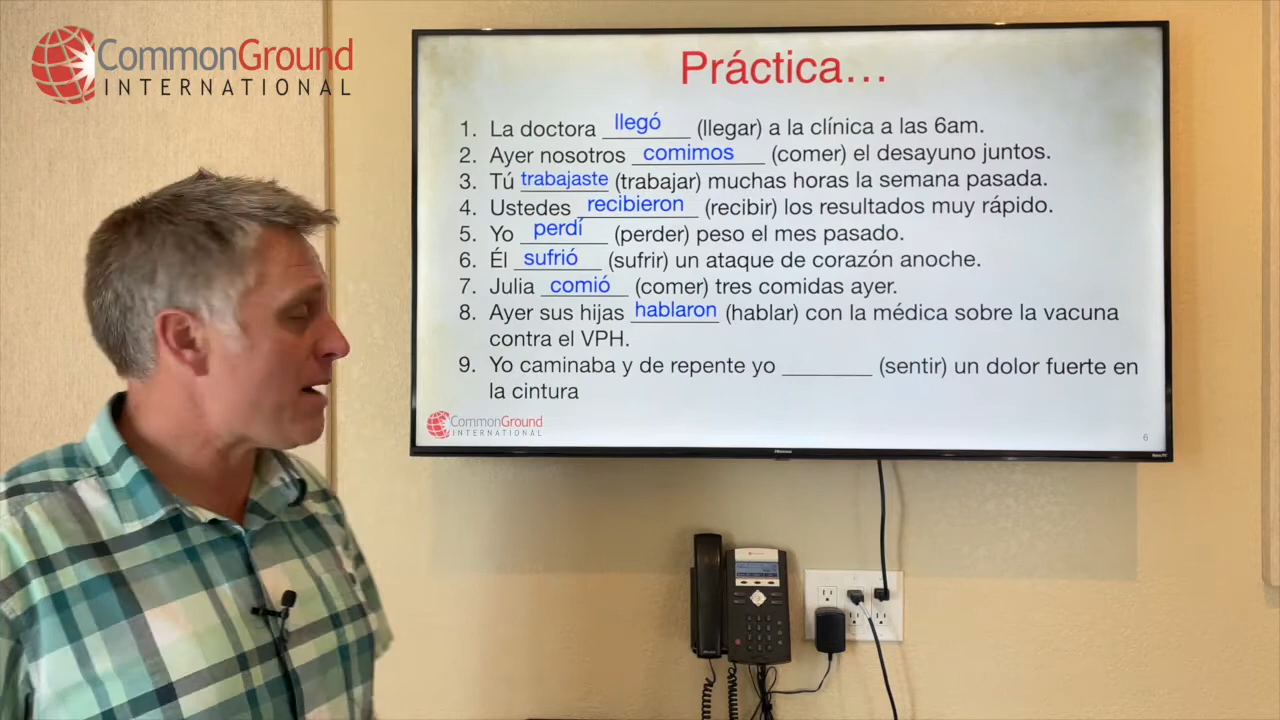 CommonGround
INTERNATIONAL
Práctica...
1. La doctora llegó (llegar) a la clínica a las 6am.
2. Ayer nosotros comimos (comer) el desayuno juntos.
3. Tú trabajaste (trabajar) muchas horas la semana pasada.
4. Ustedes recibieron (recibir) los resultados muy rápido.
5. Yo perdí (perder) peso el mes pasado.
6. Él sufrió (sufrir) un ataque de corazón anoche.
7. Julia comió (comer) tres comidas ayer.
8. Ayer sus hijas hablaron (hablar) con la médica sobre la vacuna
contra el VPH.
9. Yo caminaba y de repente yo ________ (sentir) un dolor fuerte en
la cintura
CommonGround
INTERNATIONAL
6
Hisense